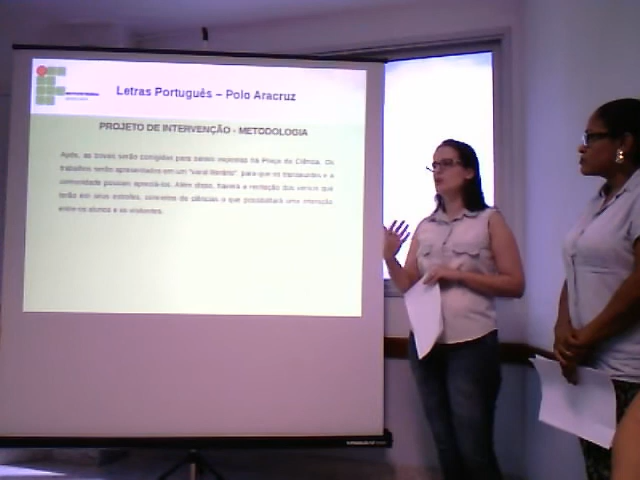 Letras Português – Polo Aracruz
PROJETO DE INTERVENÇÃO - METODOLOGIA
Após, as trovas serão corrigidas para serem expostas na Praça da Ciência. Os
trabalhos serão apresentados em um "varal literário" para que os transeuntes e a
comunidade possam apreciá-los. Além disso, haverá a recitação dos versos que
terão em seus estrofes, conceitos de ciências o que possibilitará uma interação
entre os alunos e os visitantes.